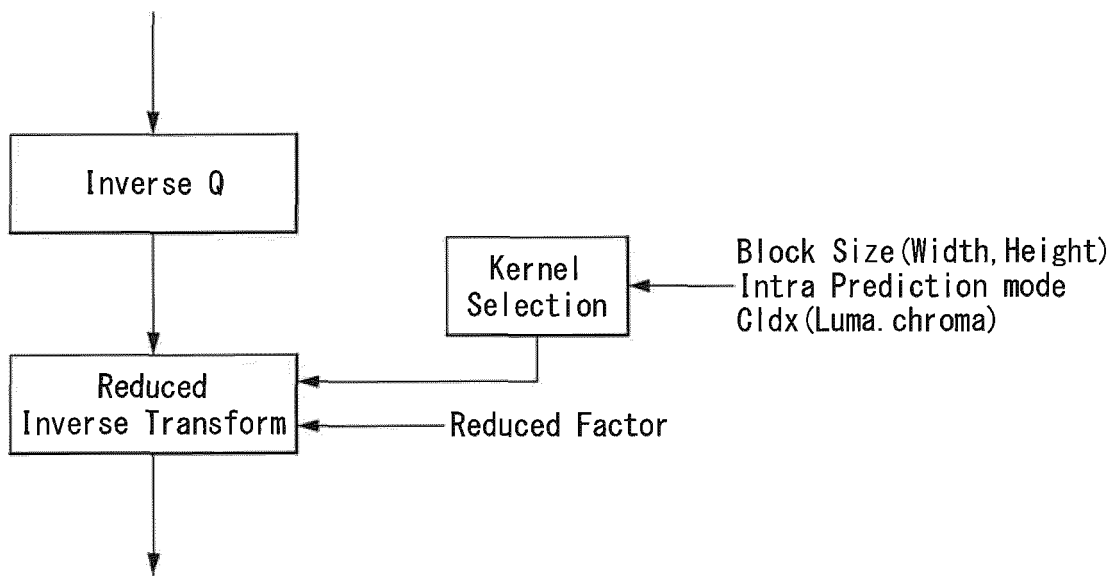 Inverse Q
Kernel
Selection
Block Size(Width,Height)
Intra Prediction mode
CIdx(Luma.chroma)
Reduced
Inverse Transform
Reduced Factor